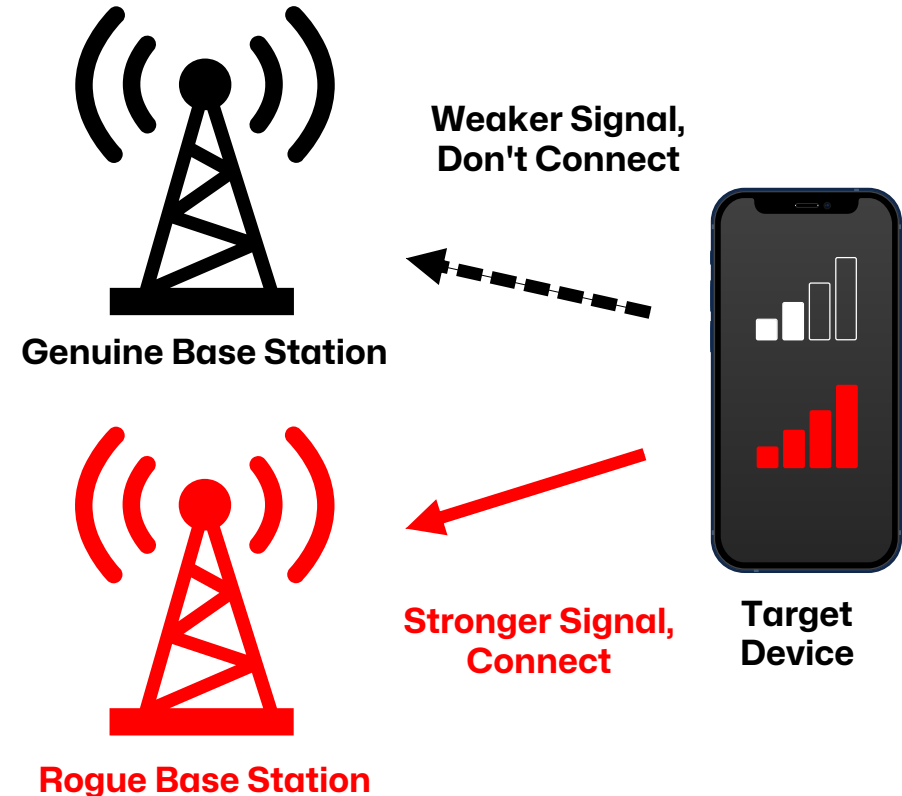 Weaker Signal,
Don't Connect
Genuine Base Station
Stronger Signal,
Connect
Target
Device
Rogue Base Station